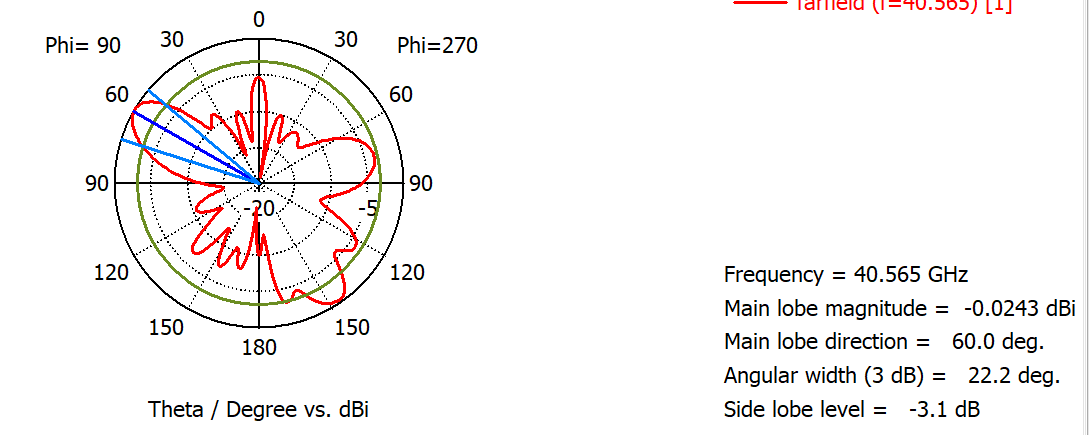 farfield (f=40.565) [1]
0
Phi= 90 30 30 Phi=270
60 60
90 90
-20 -5
120 120
150 150
180
Frequency = 40.565 GHz
Main lobe magnitude = -0.0243 dBi
Main lobe direction = 60.0 deg.
Angular width (3 dB) = 22.2 deg.
Side lobe level = -3.1 dB
Theta / Degree vs. dBi